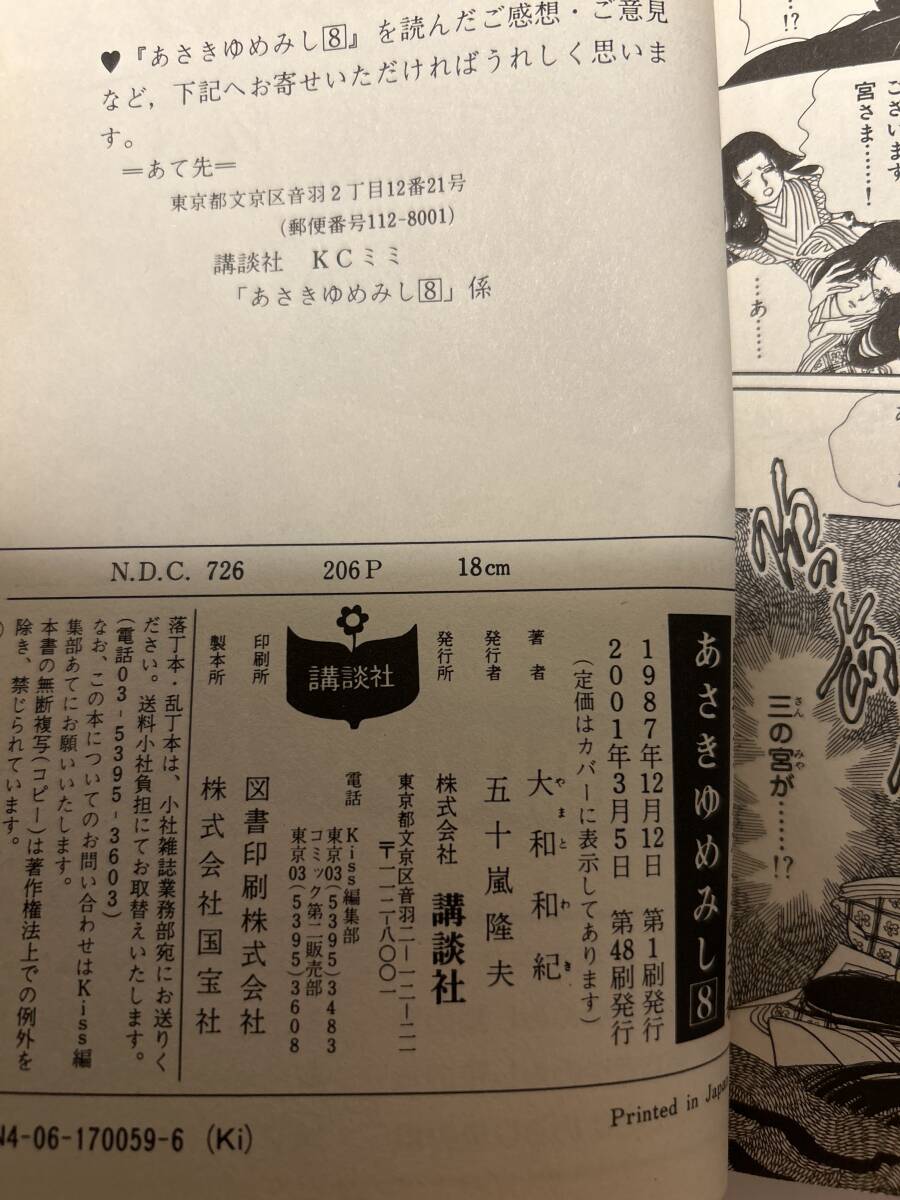 ♥『あさきゆめみし8』を読んだご感想・ご意見
など，下記へお寄せいただければうれしく思いま
す。
＝あて先＝
東京都文京区音羽2丁目12番21号
(郵便番号112-8001)
講談社　KCミミ
「あさきゆめみし8」係
N.D.C. 726　206P　18cm
あさきゆめみし8
1987年12月12日　第1刷発行
2001年3月5日　第48刷発行
(定価はカバーに表示してあります)
著者　大和和紀
やまとわき
発行者　五十嵐隆夫
発行所　株式会社　講談社
東京都文京区音羽二ー一二ー二一
〒一一二ー八〇〇一
電話　Kiss編集部
東京03(5395)3483
コミック第二販売部
東京03(5395)3608
講談社
印刷所　図書印刷株式会社
製本所　株式会社国宝社
落丁本・乱丁本は、小社雑誌業務部宛にお送りく
ださい。送料小社負担にてお取替えいたします。
(電話03-5395-3603)
なお、この本についてのお問い合わせはKiss編
集部あてにお願いいたします。
本書の無断複写(コピー)は著作権法上での例外を
除き、禁じられています。
N4-06-170059-6 (Ki)
Printed in Japan
……!?
ございます
宮さま……!
…あ……
三の宮が……!?
さん　みや